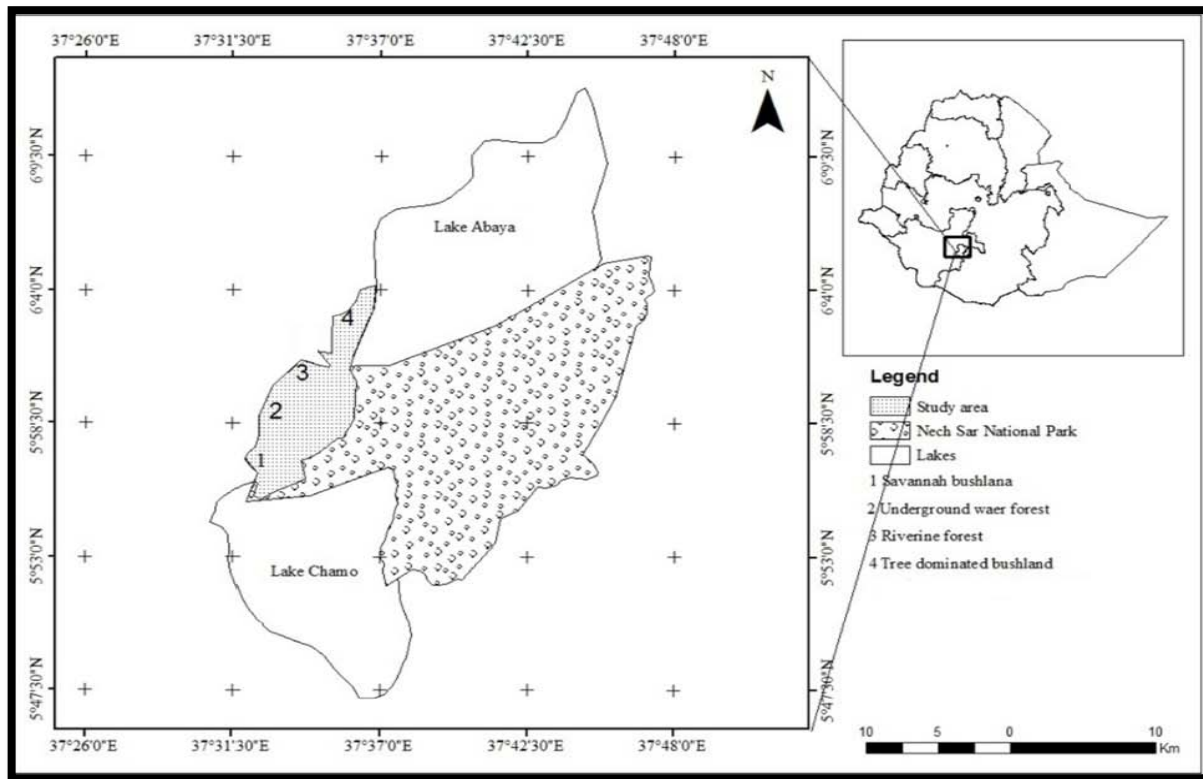 37°26'0"E 37°31'30"E 37°37'0"E 37°42'30"E 37°48'0"E
N
6°9'30"N
6°9'30"N
Lake Abaya
6°4'0"N
6°4'0"N
4
3
2
5°58'30"N
5°58'30"N
1
5°53'0"N
5°53'0"N
Lake Chamo
5°47'30"N
5°47'30"N
37°26'0"E 37°31'30"E 37°37'0"E 37°42'30"E 37°48'0"E
Legend
Study area
Nech Sar National Park
Lakes
1 Savannah bushlana
2 Underground waer forest
3 Riverine forest
4 Tree dominated bushland
10 5 0 10
Km